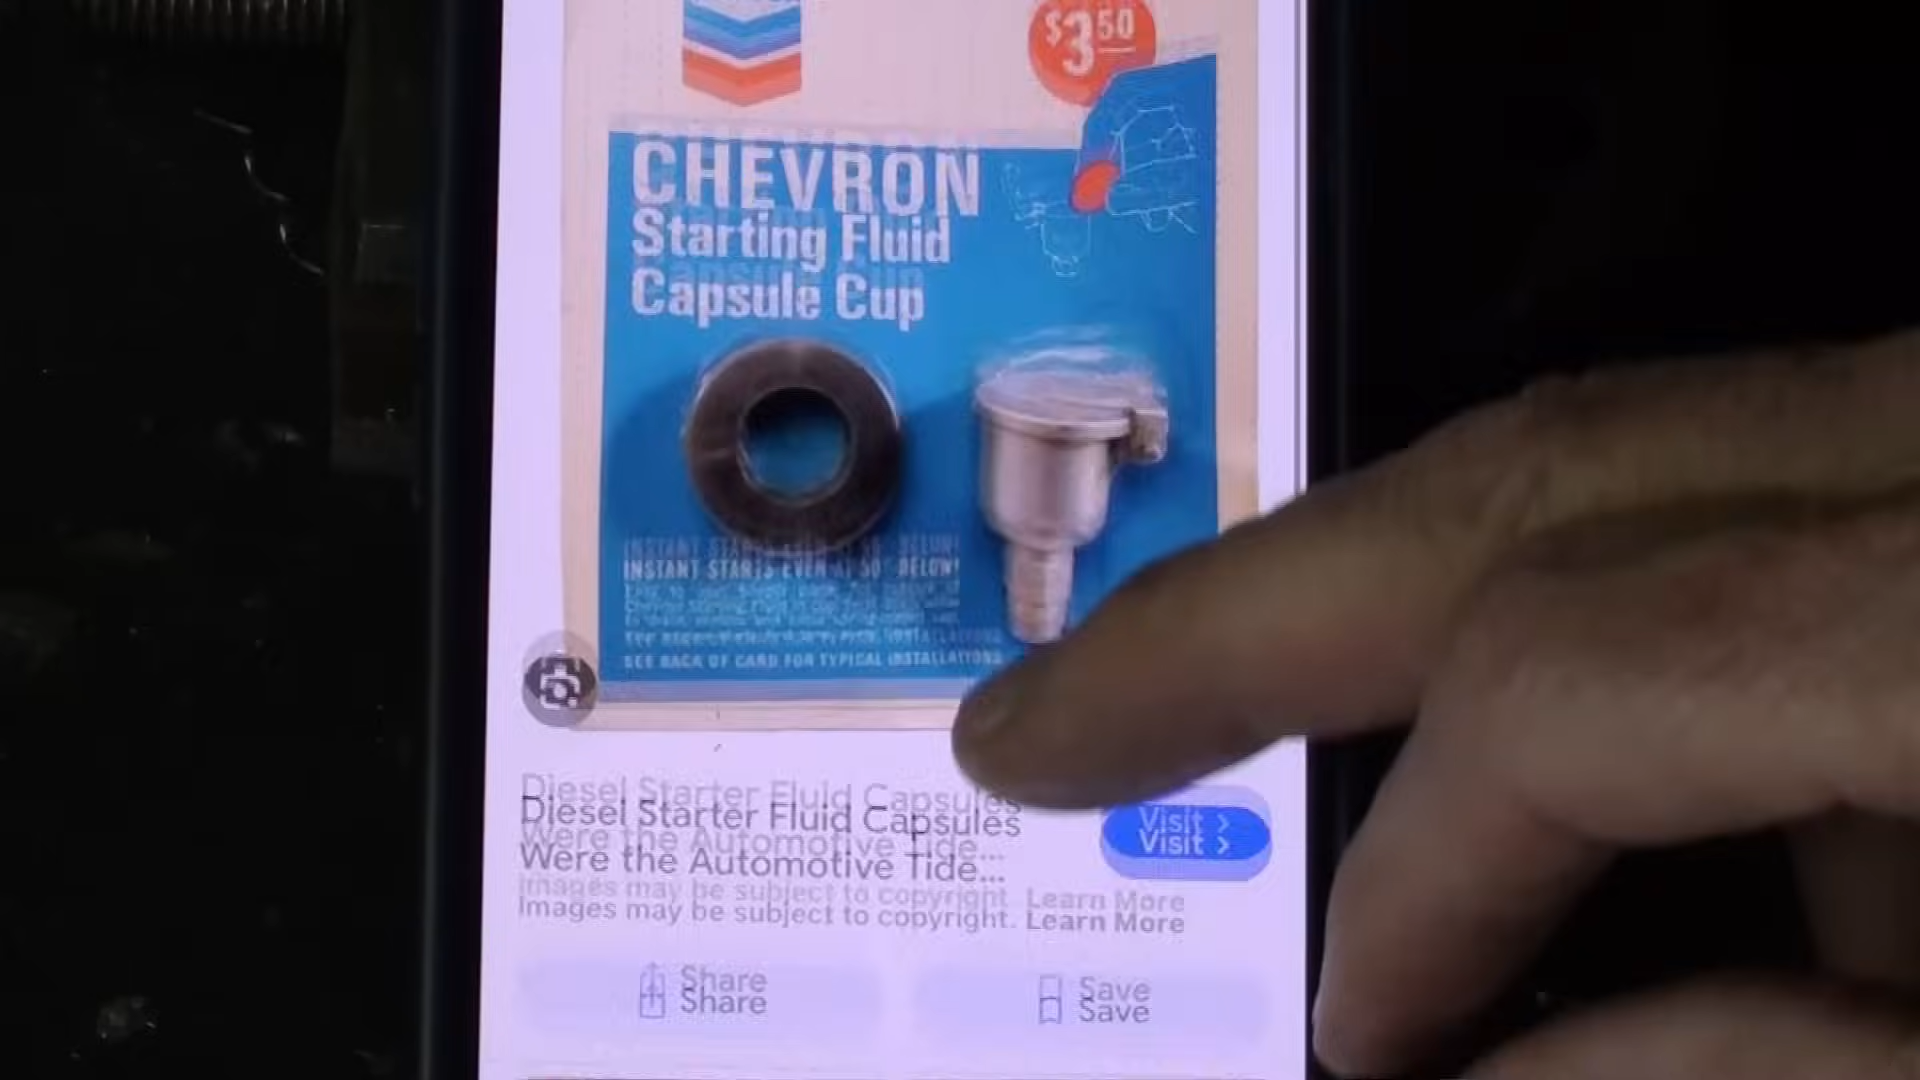 $3.50
CHEVRON
Starting Fluid
Capsule Cup
INSTANT STARTS EVEN AT 50° BELOW!
SEE BACK OF CARD FOR TYPICAL INSTALLATIONS
Diesel Starter Fluid Capsules
Were the Automotive Tide...
Visit >
Images may be subject to copyright. Learn More
Share
Save